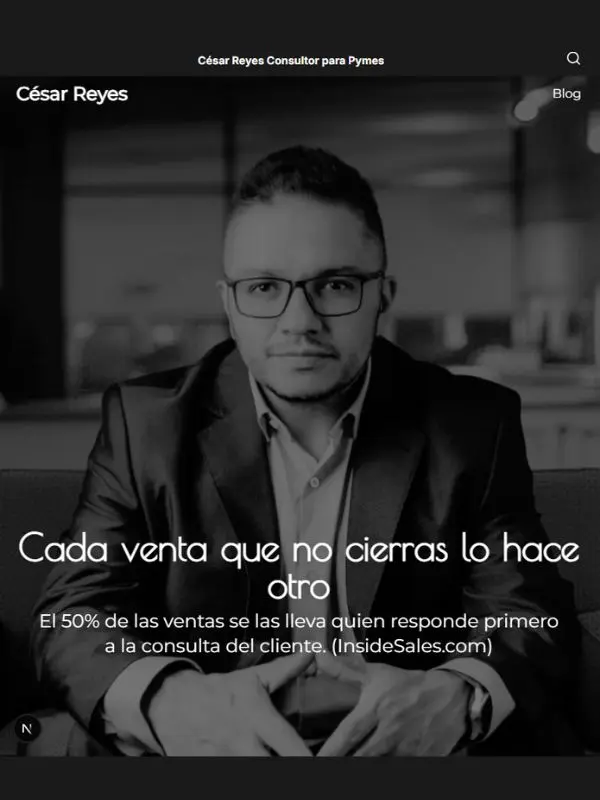 César Reyes Consultor para Pymes
César Reyes
Blog
Cada venta que no cierras lo hace
otro
El 50% de las ventas se las lleva quien responde primero
a la consulta del cliente. (InsideSales.com)
N